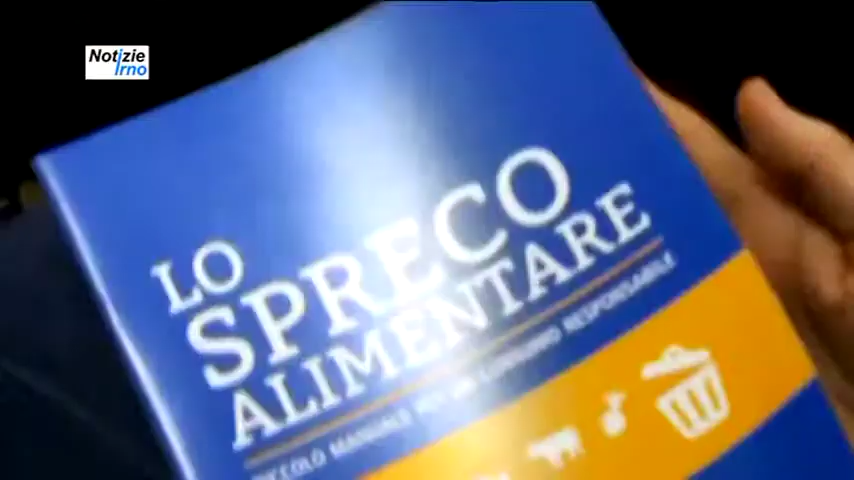 Notizie
Irno
LO
SPRECO
ALIMENTARE
PICCOLO MANUALE PER UN CONSUMO RESPONSABILE